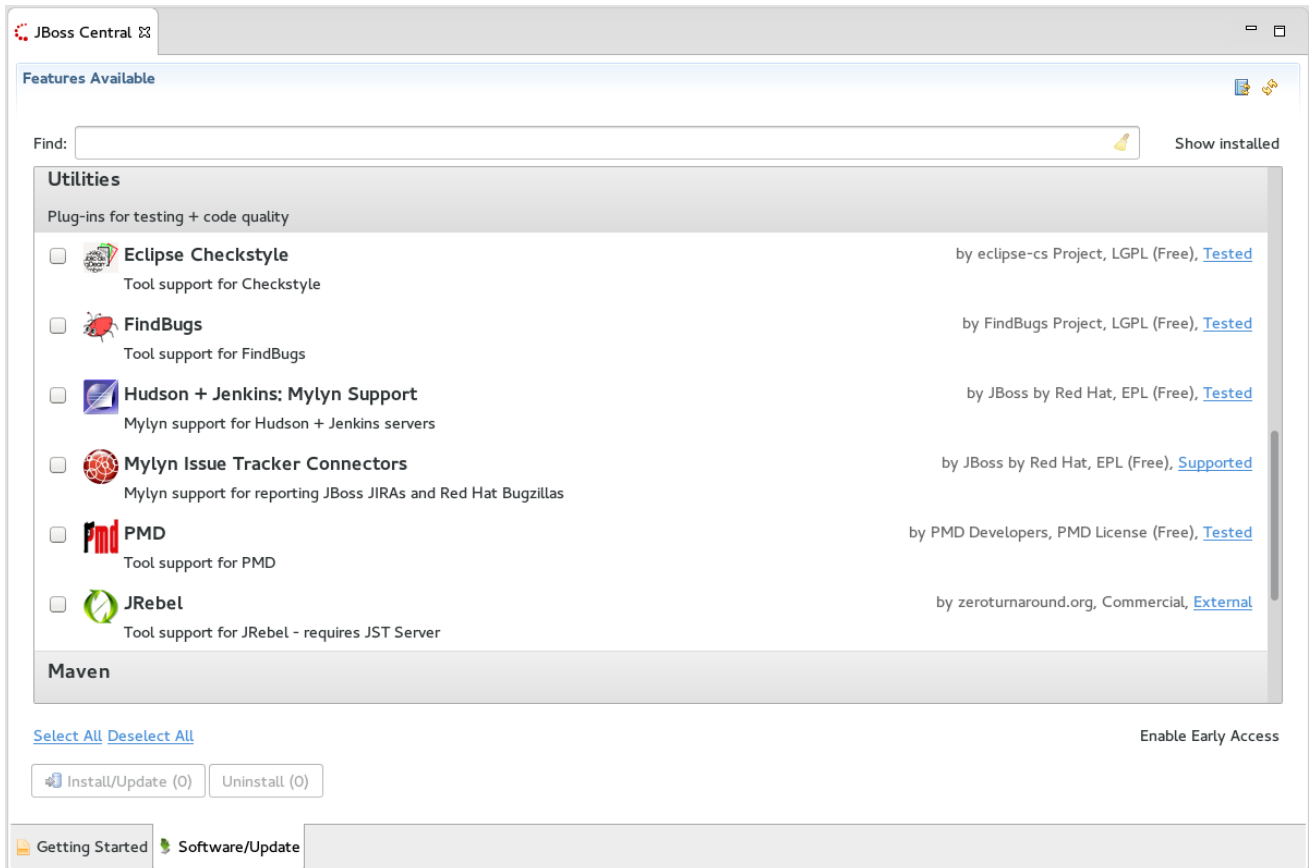 JBoss Central
Features Available
Find:
Show installed
Utilities
Plug-ins for testing + code quality
Eclipse Checkstyle
by eclipse-cs Project, LGPL (Free), Tested
Tool support for Checkstyle
FindBugs
by FindBugs Project, LGPL (Free), Tested
Tool support for FindBugs
Hudson + Jenkins: Mylyn Support
by JBoss by Red Hat, EPL (Free), Tested
Mylyn support for Hudson + Jenkins servers
Mylyn Issue Tracker Connectors
by JBoss by Red Hat, EPL (Free), Supported
Mylyn support for reporting JBoss JIRAs and Red Hat Bugzillas
pmd
PMD
by PMD Developers, PMD License (Free), Tested
Tool support for PMD
JRebel
by zeroturnaround.org, Commercial, External
Tool support for JRebel - requires JST Server
Maven
Select All Deselect All
Enable Early Access
Install/Update (0)
Uninstall (0)
Getting Started
Software/Update